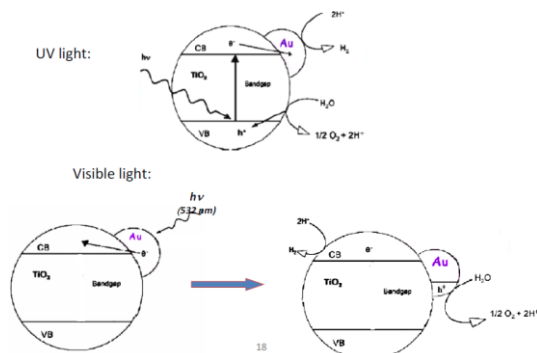 UV light:
2H⁺
CB
e⁻
Au
H₂
hν
TiO₂
Bandgap
H₂O
VB
h⁺
1/2 O₂ + 2H⁺
Visible light:
hν
(532 nm)
Au
CB
e⁻
TiO₂
Bandgap
VB
2H⁺
H₂
CB
e⁻
Au
TiO₂
Bandgap
h⁺
H₂O
VB
1/2 O₂ + 2H⁺
18